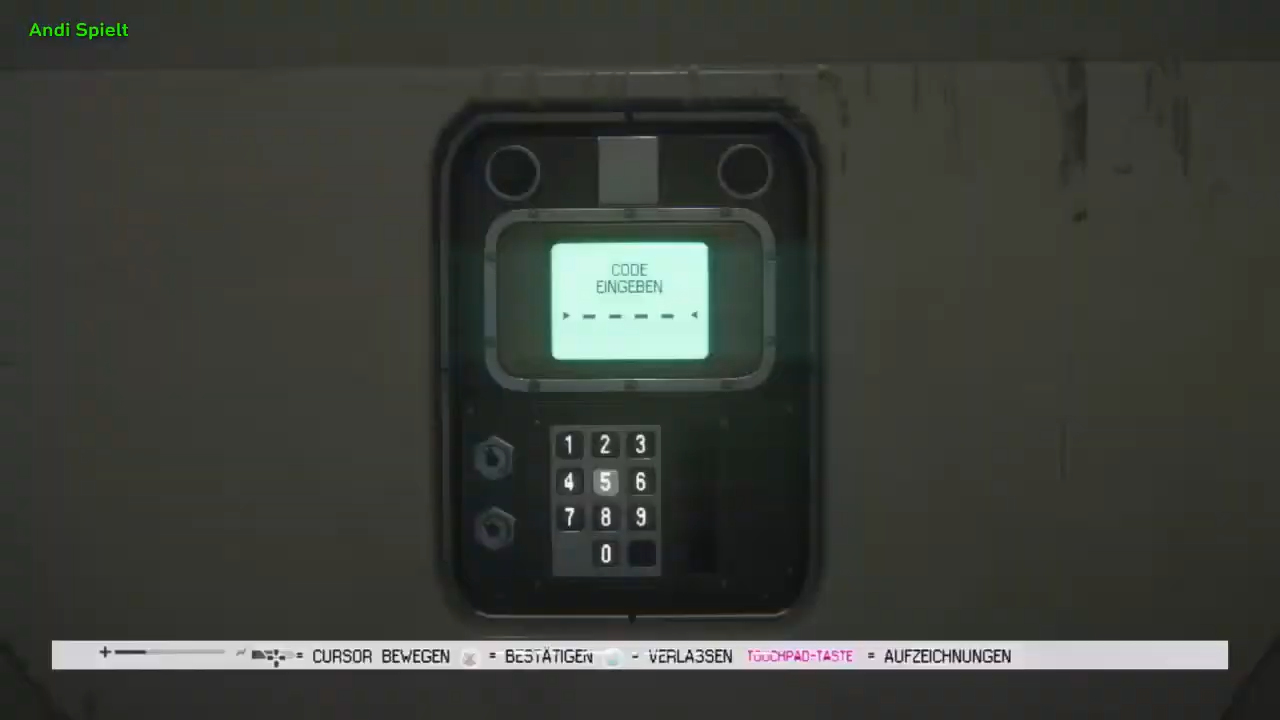 Andi Spielt
CODE
EINGEBEN
1 2 3
4 5 6
7 8 9
0
= CURSOR BEWEGEN = BESTÄTIGEN - VERLASSEN TOUCHPAD-TASTE = AUFZEICHNUNGEN